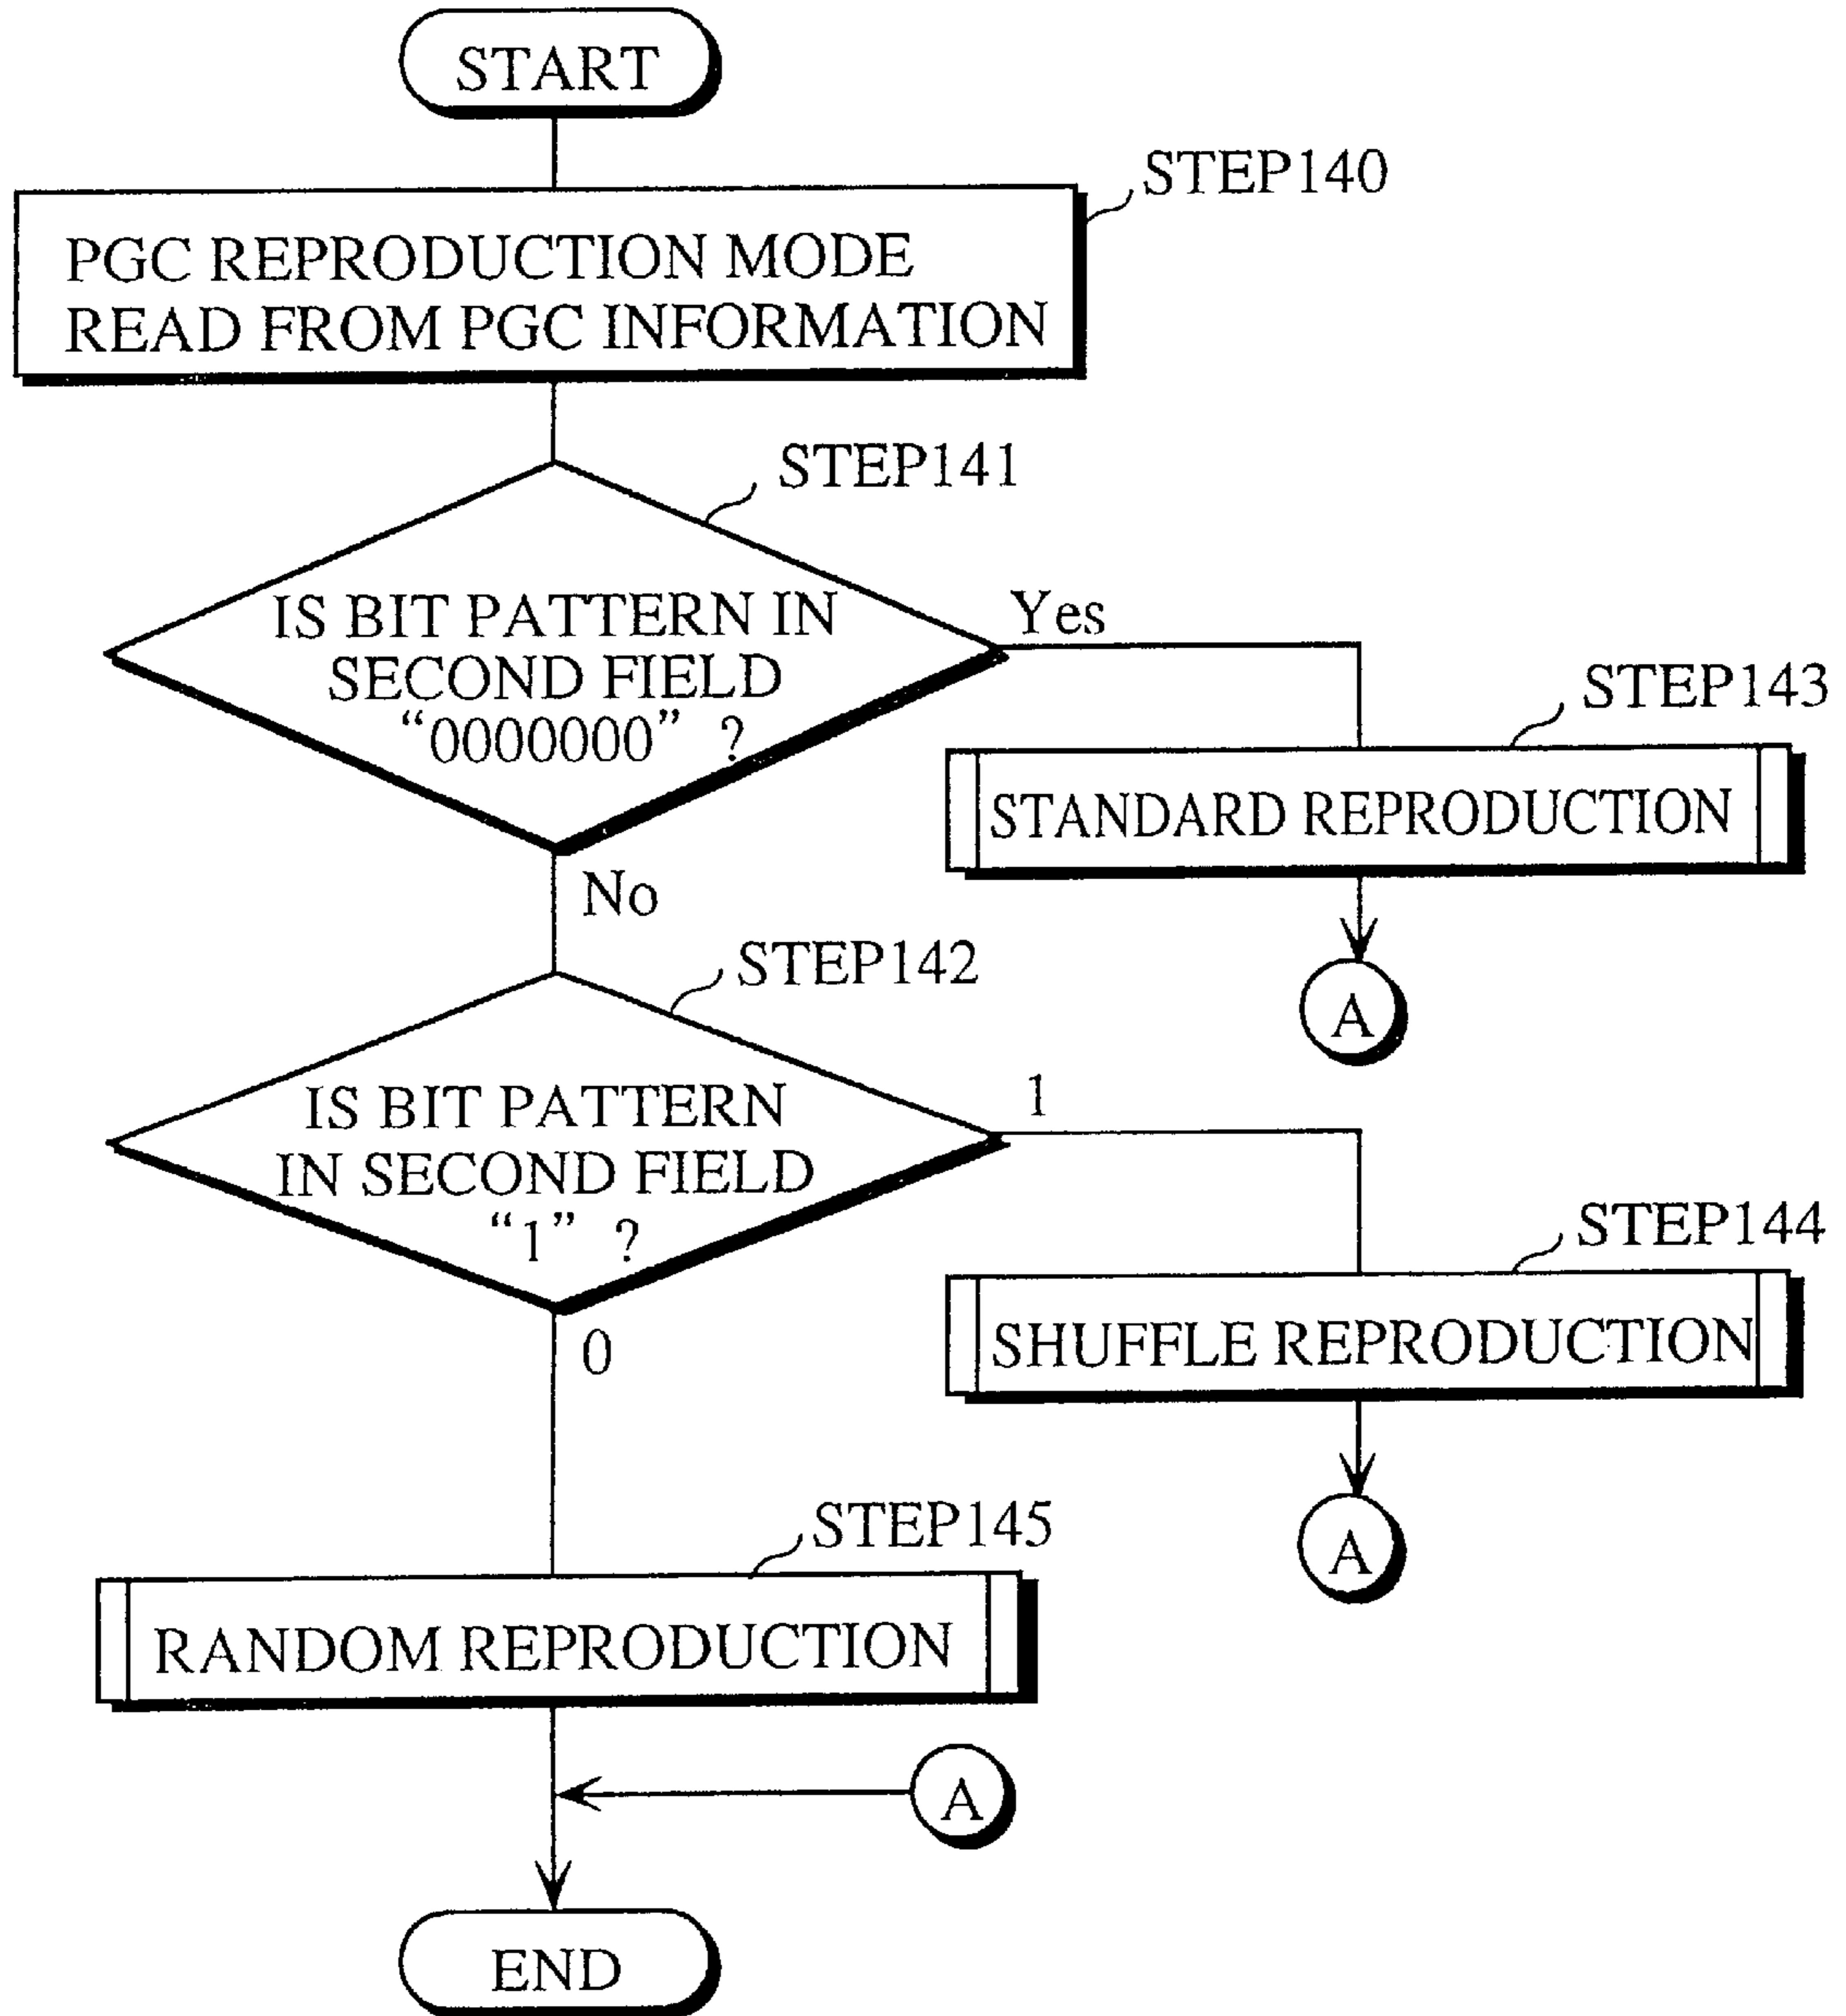 START
STEP140
PGC REPRODUCTION MODE
READ FROM PGC INFORMATION
STEP141
IS BIT PATTERN IN
SECOND FIELD
“0000000” ?
Yes
No
STEP143
STANDARD REPRODUCTION
A
STEP142
IS BIT PATTERN
IN SECOND FIELD
“1” ?
1
0
STEP144
SHUFFLE REPRODUCTION
A
STEP145
RANDOM REPRODUCTION
A
END